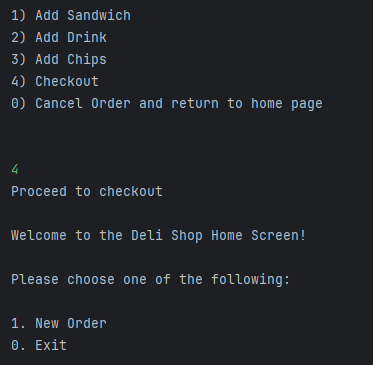 1) Add Sandwich
2) Add Drink
3) Add Chips
4) Checkout
0) Cancel Order and return to home page
4
Proceed to checkout
Welcome to the Deli Shop Home Screen!
Please choose one of the following:
1. New Order
0. Exit